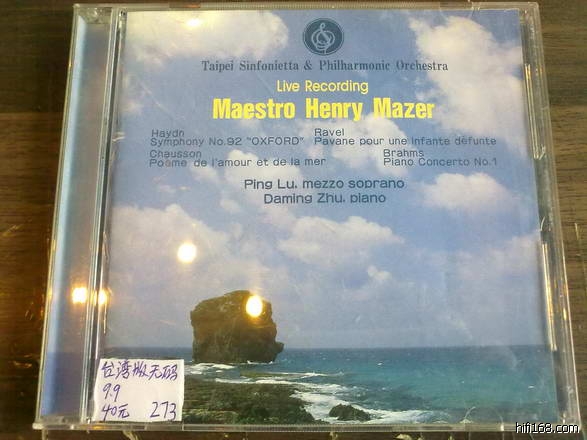 Taipei Sinfonietta & Philharmonic Orchestra
Live Recording
Maestro Henry Mazer
Haydn
Symphony No.92 "OXFORD"
Ravel
Pavane pour une infante défunte
Chausson
Poème de l'amour et de la mer
Brahms
Piano Concerto No.1
Ping Lu. mezzo soprano
Daming Zhu. piano
台湾版无码
9.9
40元 273
hifi168.com